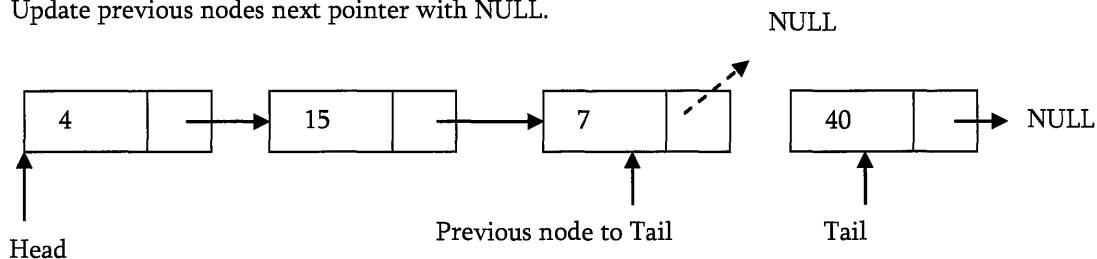 Update previous nodes next pointer with NULL.
NULL
4 15 7 40 NULL
Previous node to Tail Tail
Head